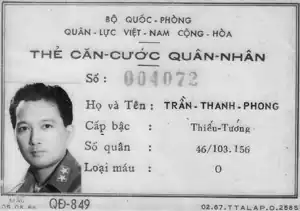 BỘ QUỐC-PHÒNG
QUÂN-LỰC VIỆT-NAM CỘNG-HÒA
THẺ CĂN-CƯỚC QUÂN-NHÂN
Số : 004072
Họ và Tên : TRẦN-THANH-PHONG
Cấp bậc : Thiếu-Tướng
Số quân : 46/103.156
Loại máu : O
QĐ-849
02.67.TTALAP.O.2585